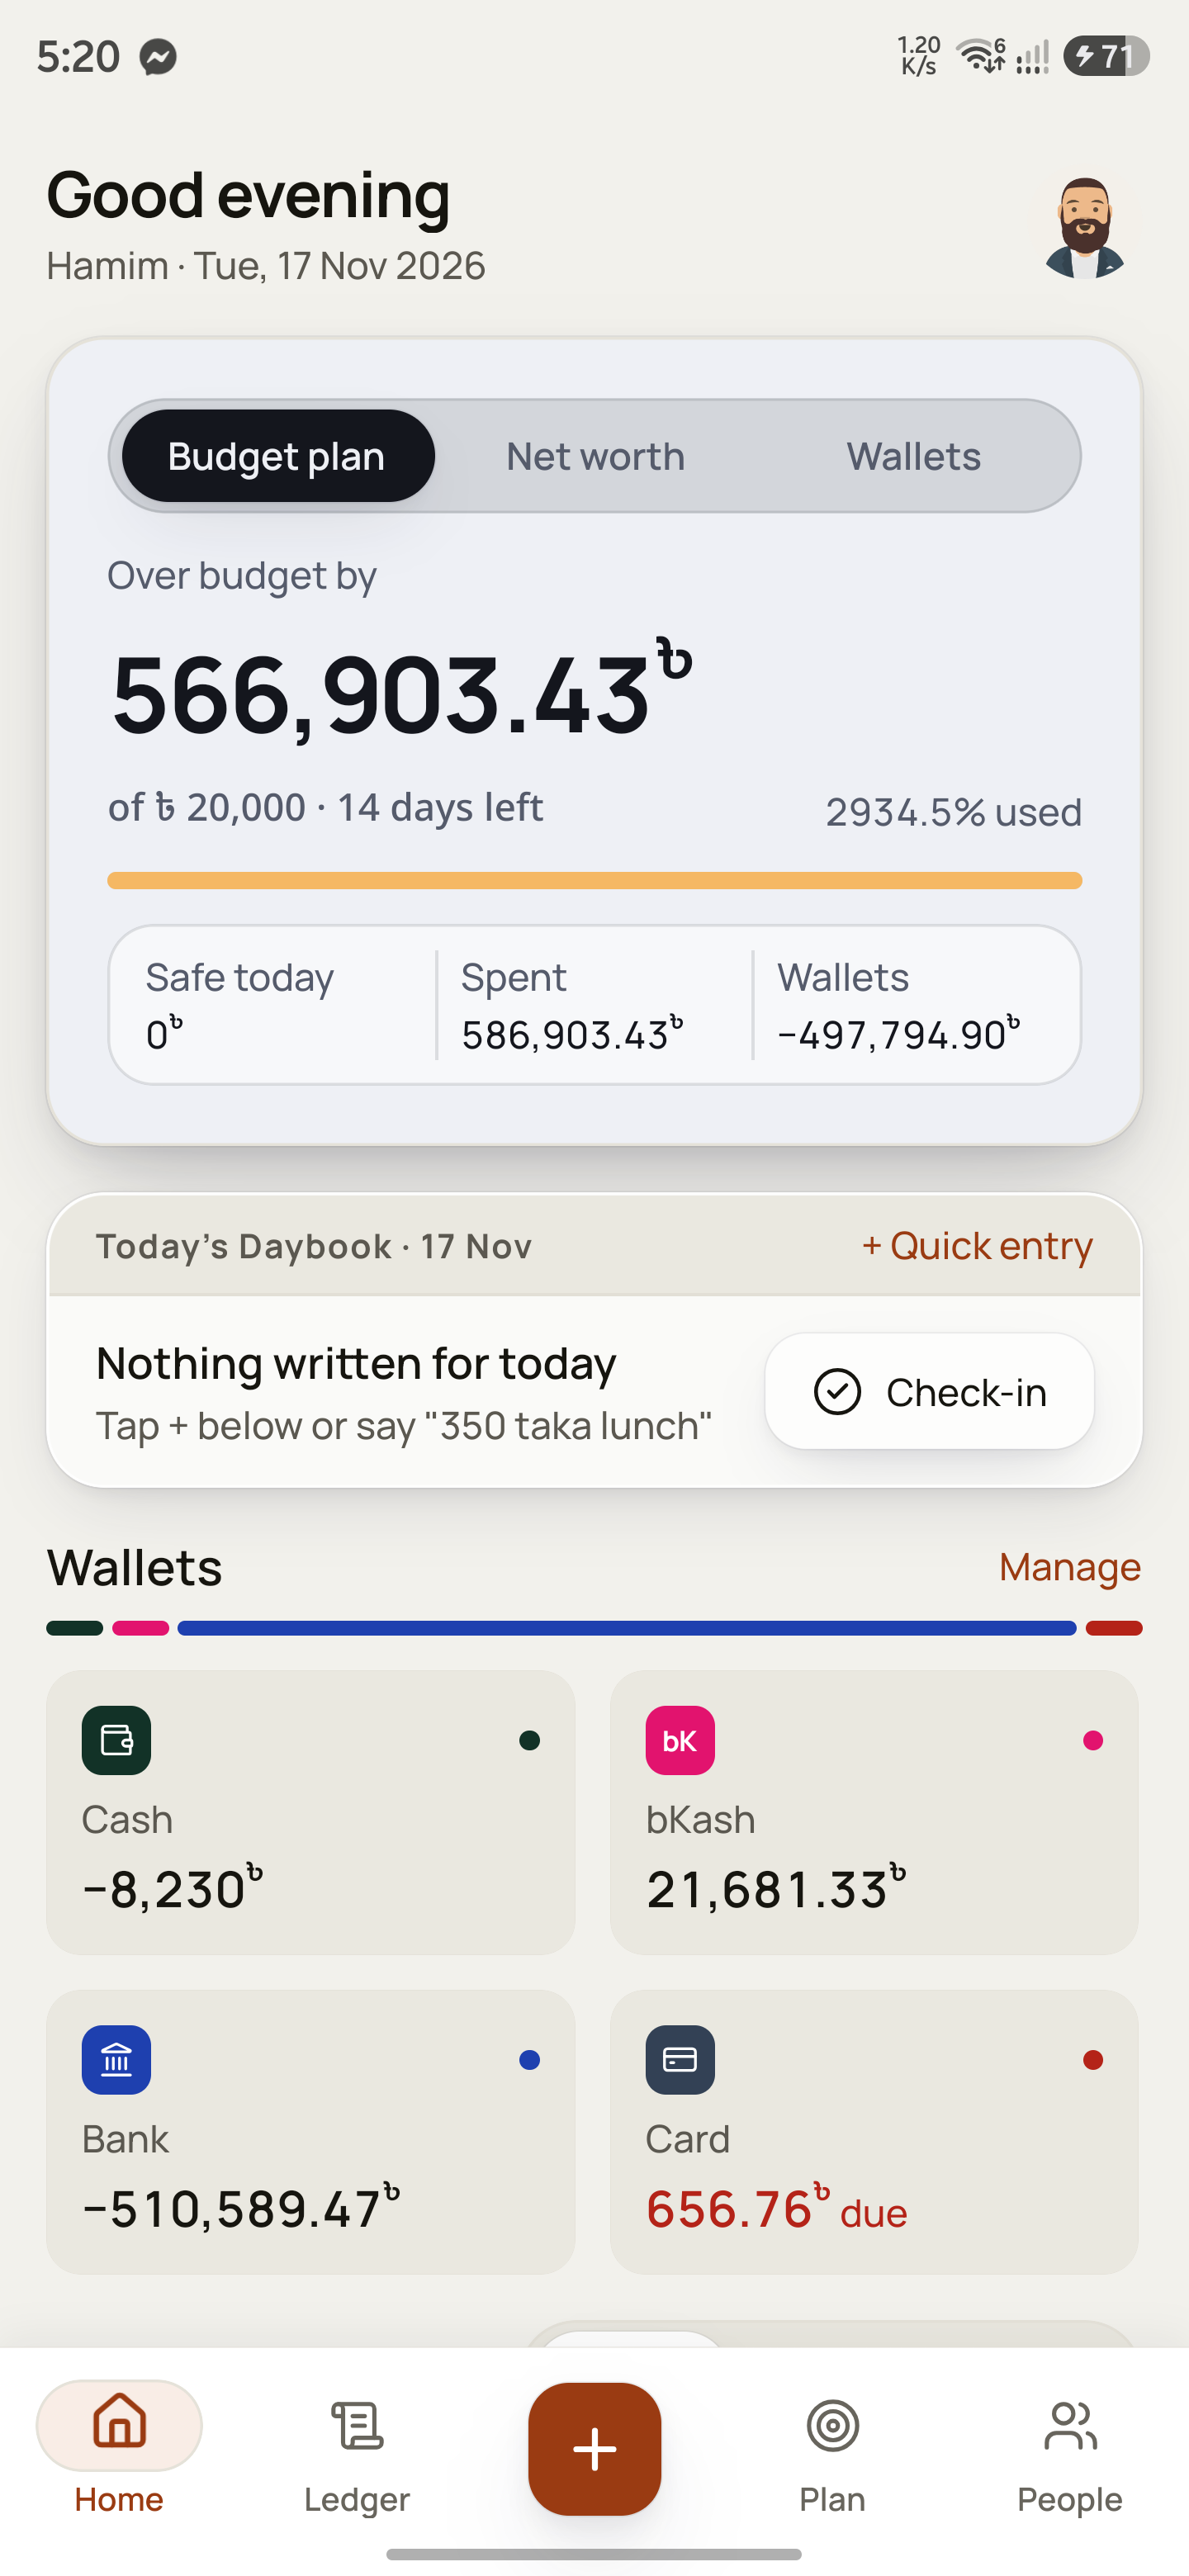 5:20
1.20
K/s
6
71
Good evening
Hamim · Tue, 17 Nov 2026
Budget plan
Net worth
Wallets
Over budget by
566,903.43৳
of ৳ 20,000 · 14 days left
2934.5% used
Safe today
Spent
Wallets
0৳
586,903.43৳
−497,794.90৳
Today's Daybook · 17 Nov
+ Quick entry
Nothing written for today
Tap + below or say "350 taka lunch"
Check-in
Wallets
Manage
bK
Cash
bKash
−8,230৳
21,681.33৳
Bank
Card
−510,589.47৳
656.76৳ due
Home
Ledger
Plan
People